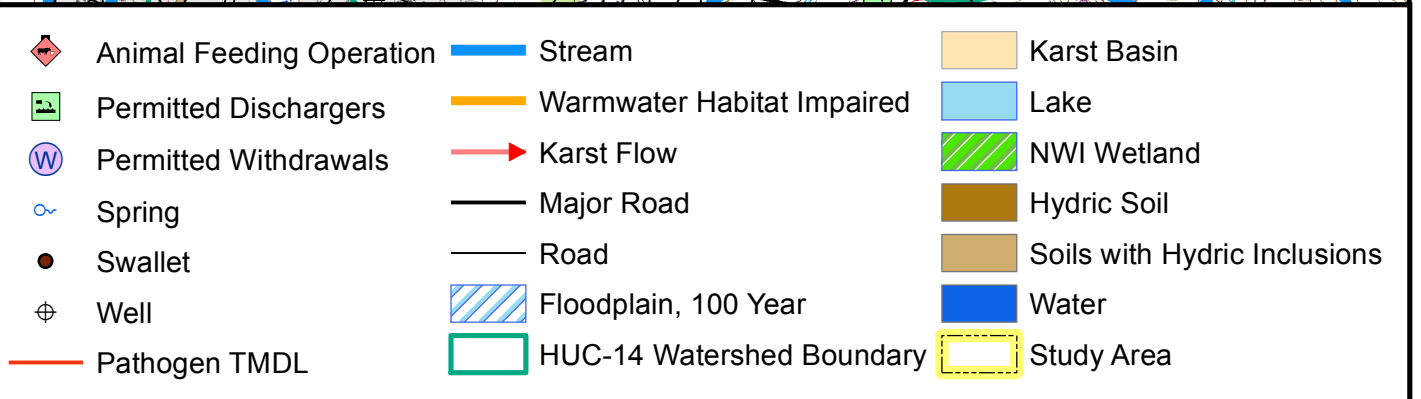 Animal Feeding Operation
Permitted Dischargers
W Permitted Withdrawals
Spring
Swallet
Well
Pathogen TMDL
Stream
Warmwater Habitat Impaired
Karst Flow
Major Road
Road
Floodplain, 100 Year
HUC-14 Watershed Boundary
Karst Basin
Lake
NWI Wetland
Hydric Soil
Soils with Hydric Inclusions
Water
Study Area